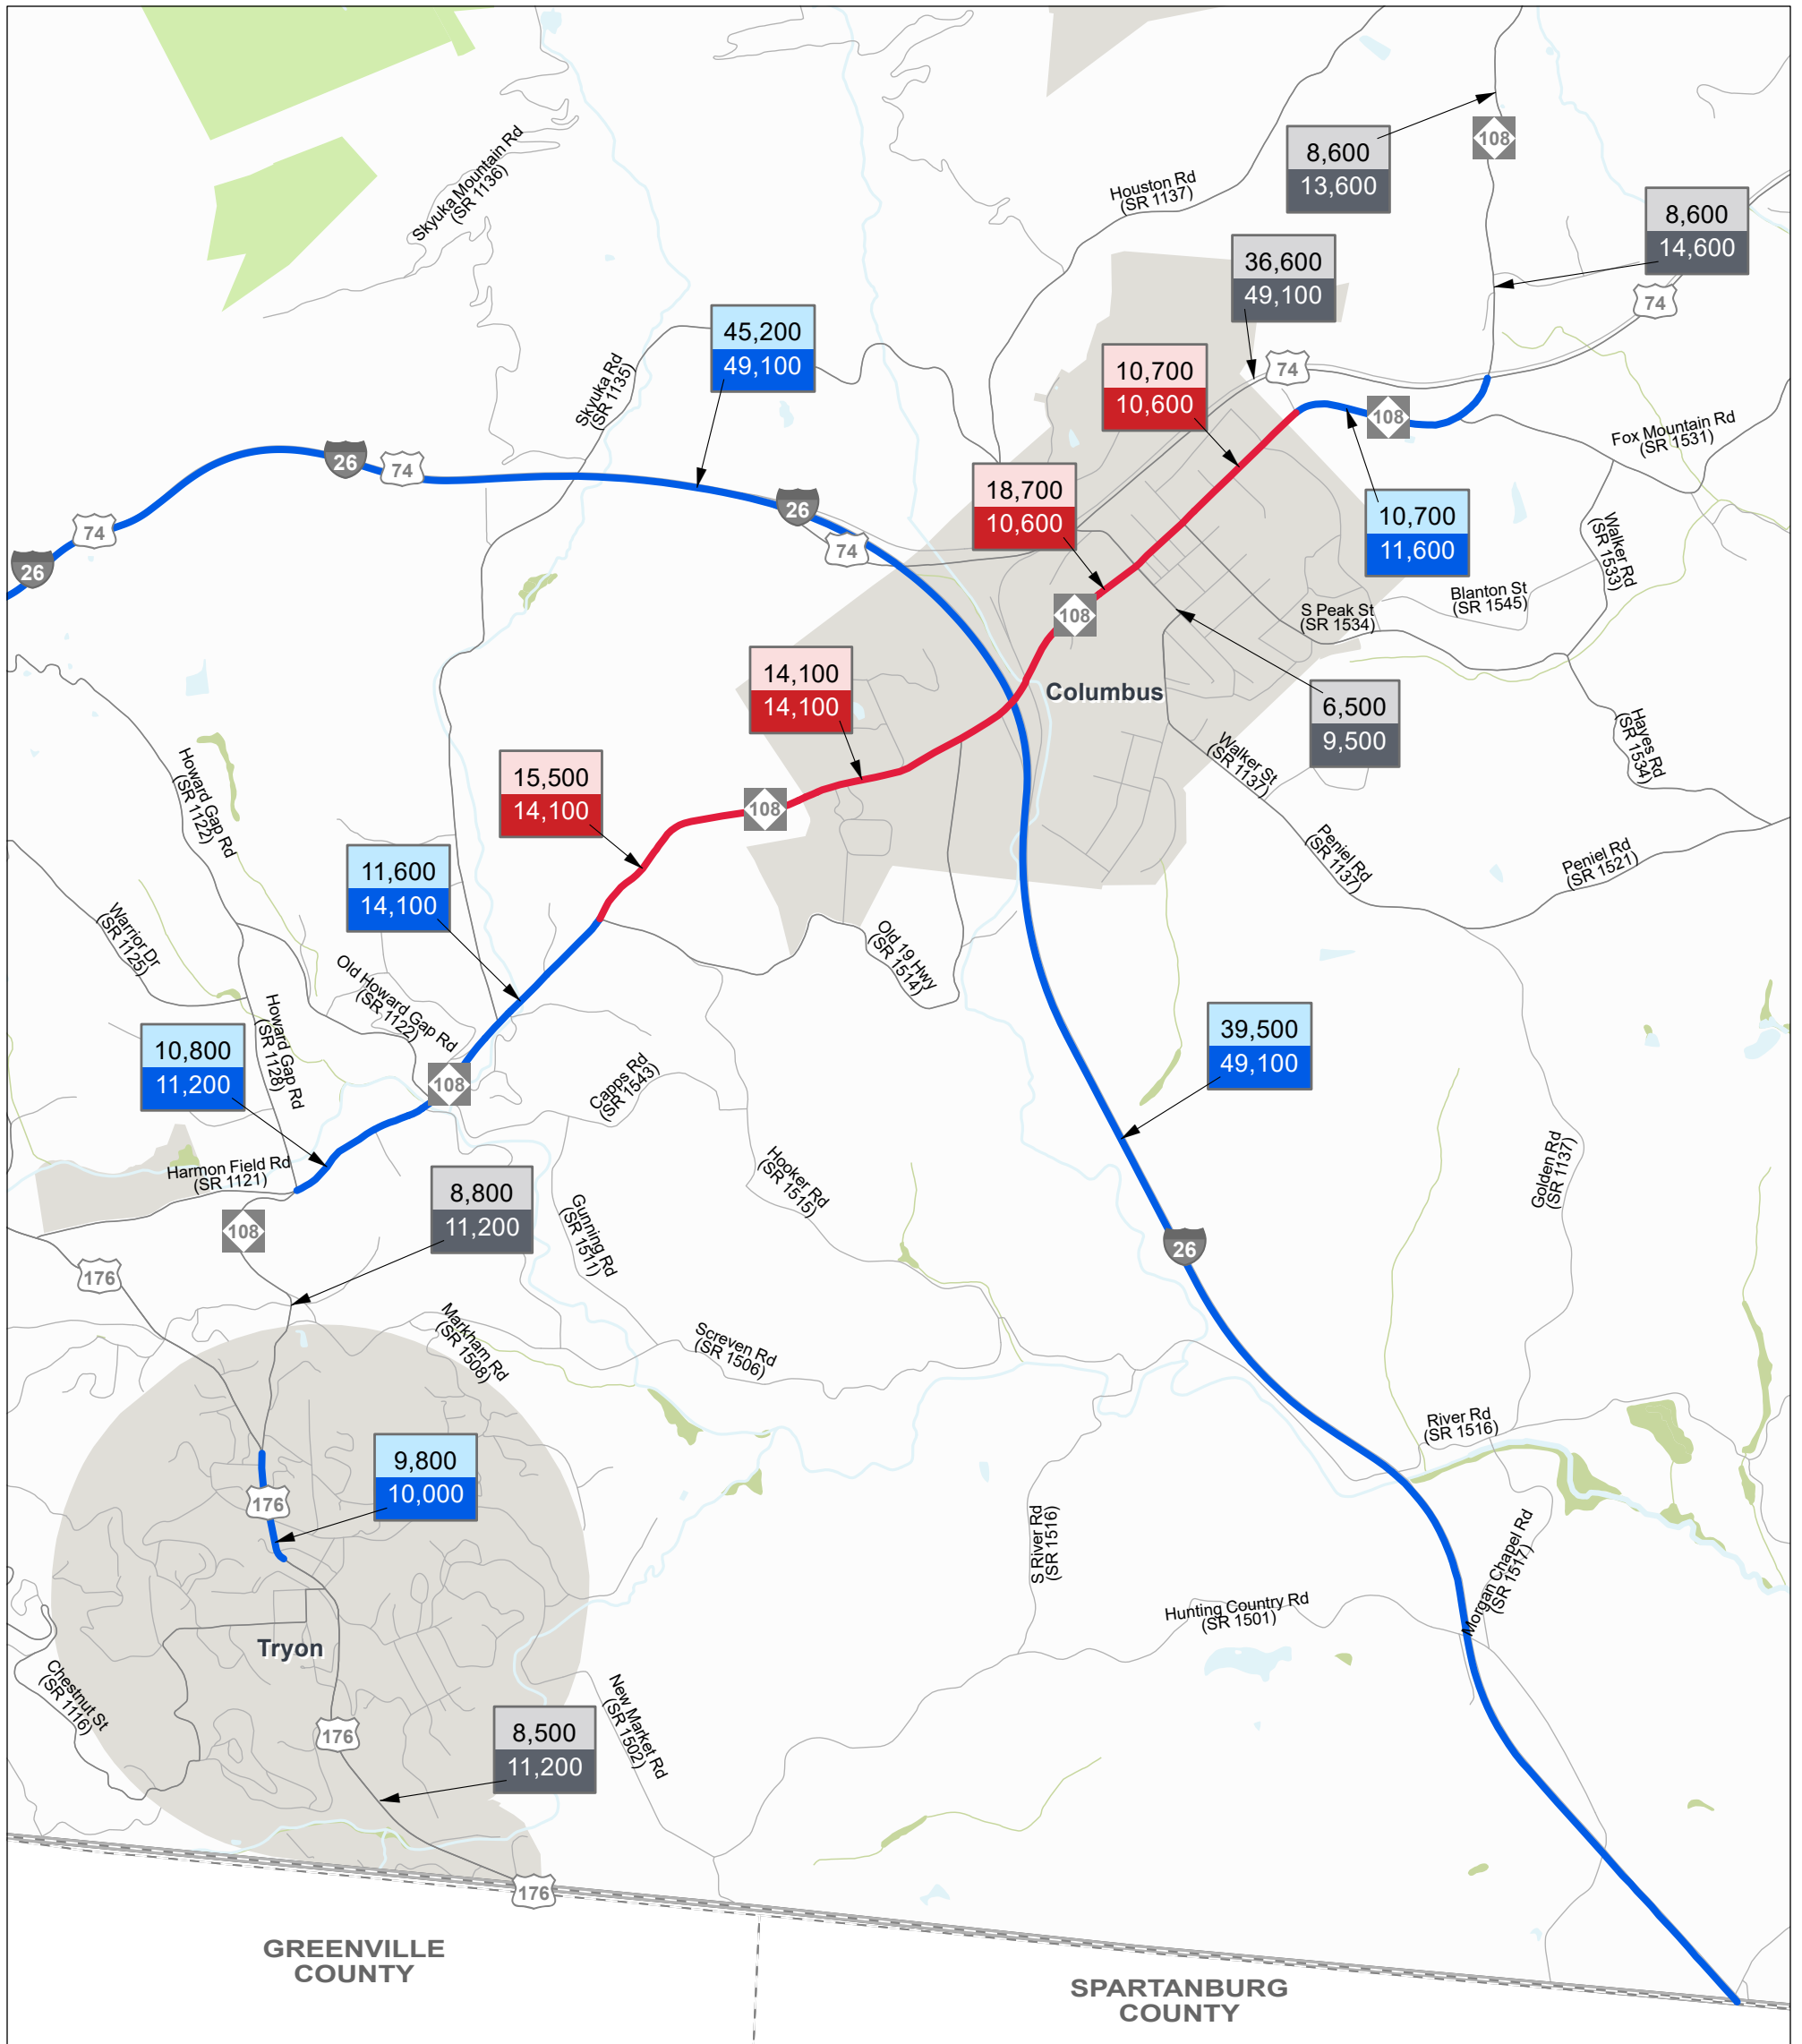 108
8,600
13,600
Skyuka Mountain Rd
(SR 1136)
Houston Rd
(SR 1137)
8,600
14,600
36,600
49,100
74
45,200
49,100
Skyuka Rd
(SR 1135)
10,700
10,600
74
108
Fox Mountain Rd
(SR 1531)
26
74
18,700
10,600
10,700
11,600
26
74
74
26
Walker Rd
(SR 1533)
Blanton St
(SR 1545)
108
S Peak St
(SR 1534)
14,100
14,100
Columbus
6,500
9,500
Hayes Rd
(SR 1534)
Walker St
(SR 1137)
Howard Gap Rd
(SR 1122)
15,500
14,100
108
Peniel Rd
(SR 1137)
Peniel Rd
(SR 1521)
11,600
14,100
Warrior Dr
(SR 1125)
Old 19 Hwy
(SR 1514)
Old Howard Gap Rd
(SR 1122)
Howard Gap Rd
(SR 1128)
10,800
11,200
39,500
49,100
108
Capps Rd
(SR 1543)
Harmon Field Rd
(SR 1121)
8,800
11,200
Hooker Rd
(SR 1515)
Golden Rd
(SR 1137)
Gunning Rd
(SR 1511)
108
26
176
Markham Rd
(SR 1508)
Screven Rd
(SR 1506)
River Rd
(SR 1516)
9,800
10,000
176
S River Rd
(SR 1516)
Morgan Chapel Rd
(SR 1517)
Hunting Country Rd
(SR 1501)
Tryon
Chestnut St
(SR 1116)
New Market Rd
(SR 1502)
176
8,500
11,200
176
GREENVILLE
COUNTY
SPARTANBURG
COUNTY